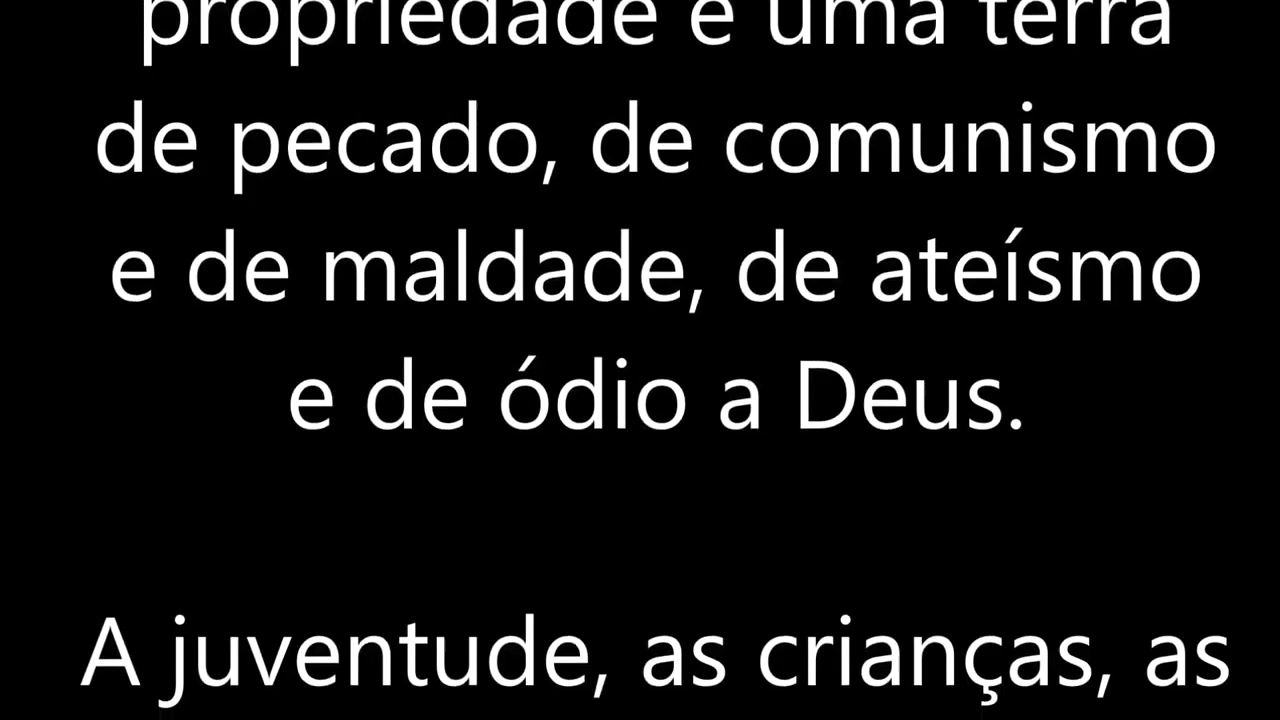 propriedade e uma terra
de pecado, de comunismo
e de maldade, de ateísmo
e de ódio a Deus.
A juventude, as crianças, as